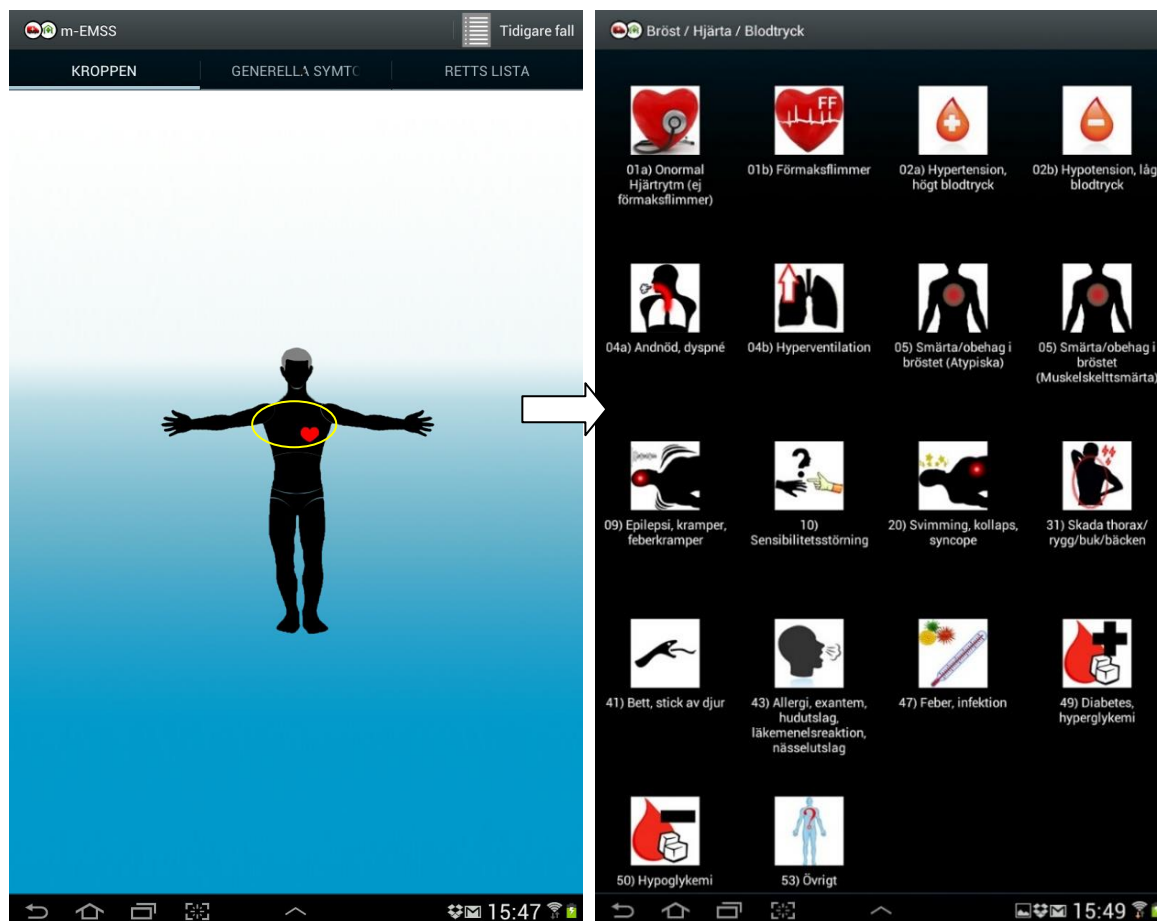 m-EMSS
Tidigare fall
KROPPEN
GENERELLA SYMTO
RETTS LISTA
15:47
Bröst / Hjärta / Blodtryck
FF
01a) Onormal
Hjärtrytm (ej
förmaksflimmer)
01b) Förmaksflimmer
02a) Hypertension,
högt blodtryck
02b) Hypotension, låg
blodtryck
04a) Andnöd, dyspné
04b) Hyperventilation
05) Smärta/obehag i
bröstet (Atypiska)
05) Smärta/obehag i
bröstet
(Muskelskelttsmärta)
09) Epilepsi, kramper,
feberkramper
10)
Sensibilitetsstörning
20) Svimming, kollaps,
syncope
31) Skada thorax/
rygg/buk/bäcken
41) Bett, stick av djur
43) Allergi, exantem,
hudutslag,
läkemenelsreaktion,
nässelutslag
47) Feber, infektion
49) Diabetes,
hyperglykemi
50) Hypoglykemi
53) Övrigt
15:49